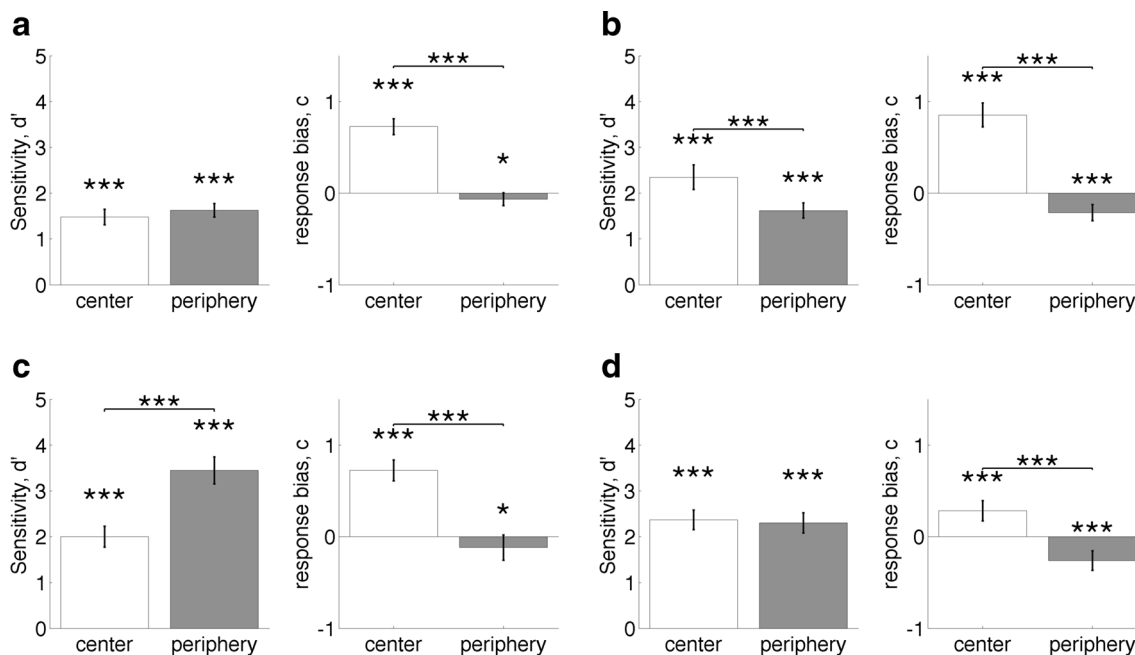 a
5
4
3
2
1
0
Sensitivity, d'
***
***
center periphery
1
0
-1
response bias, c
***
***
*
center periphery
b
5
4
3
2
1
0
Sensitivity, d'
***
***
***
center periphery
1
0
-1
response bias, c
***
***
***
center periphery
c
5
4
3
2
1
0
Sensitivity, d'
***
***
***
center periphery
1
0
-1
response bias, c
***
***
*
center periphery
d
5
4
3
2
1
0
Sensitivity, d'
***
***
center periphery
1
0
-1
response bias, c
***
***
***
center periphery